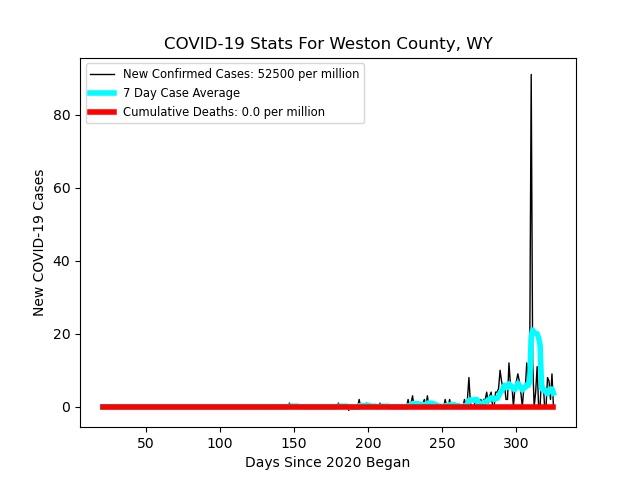 COVID-19 Stats For Weston County, WY
New Confirmed Cases: 52500 per million
7 Day Case Average
Cumulative Deaths: 0.0 per million
New COVID-19 Cases
80
60
40
20
0
50 100 150 200 250 300
Days Since 2020 Began